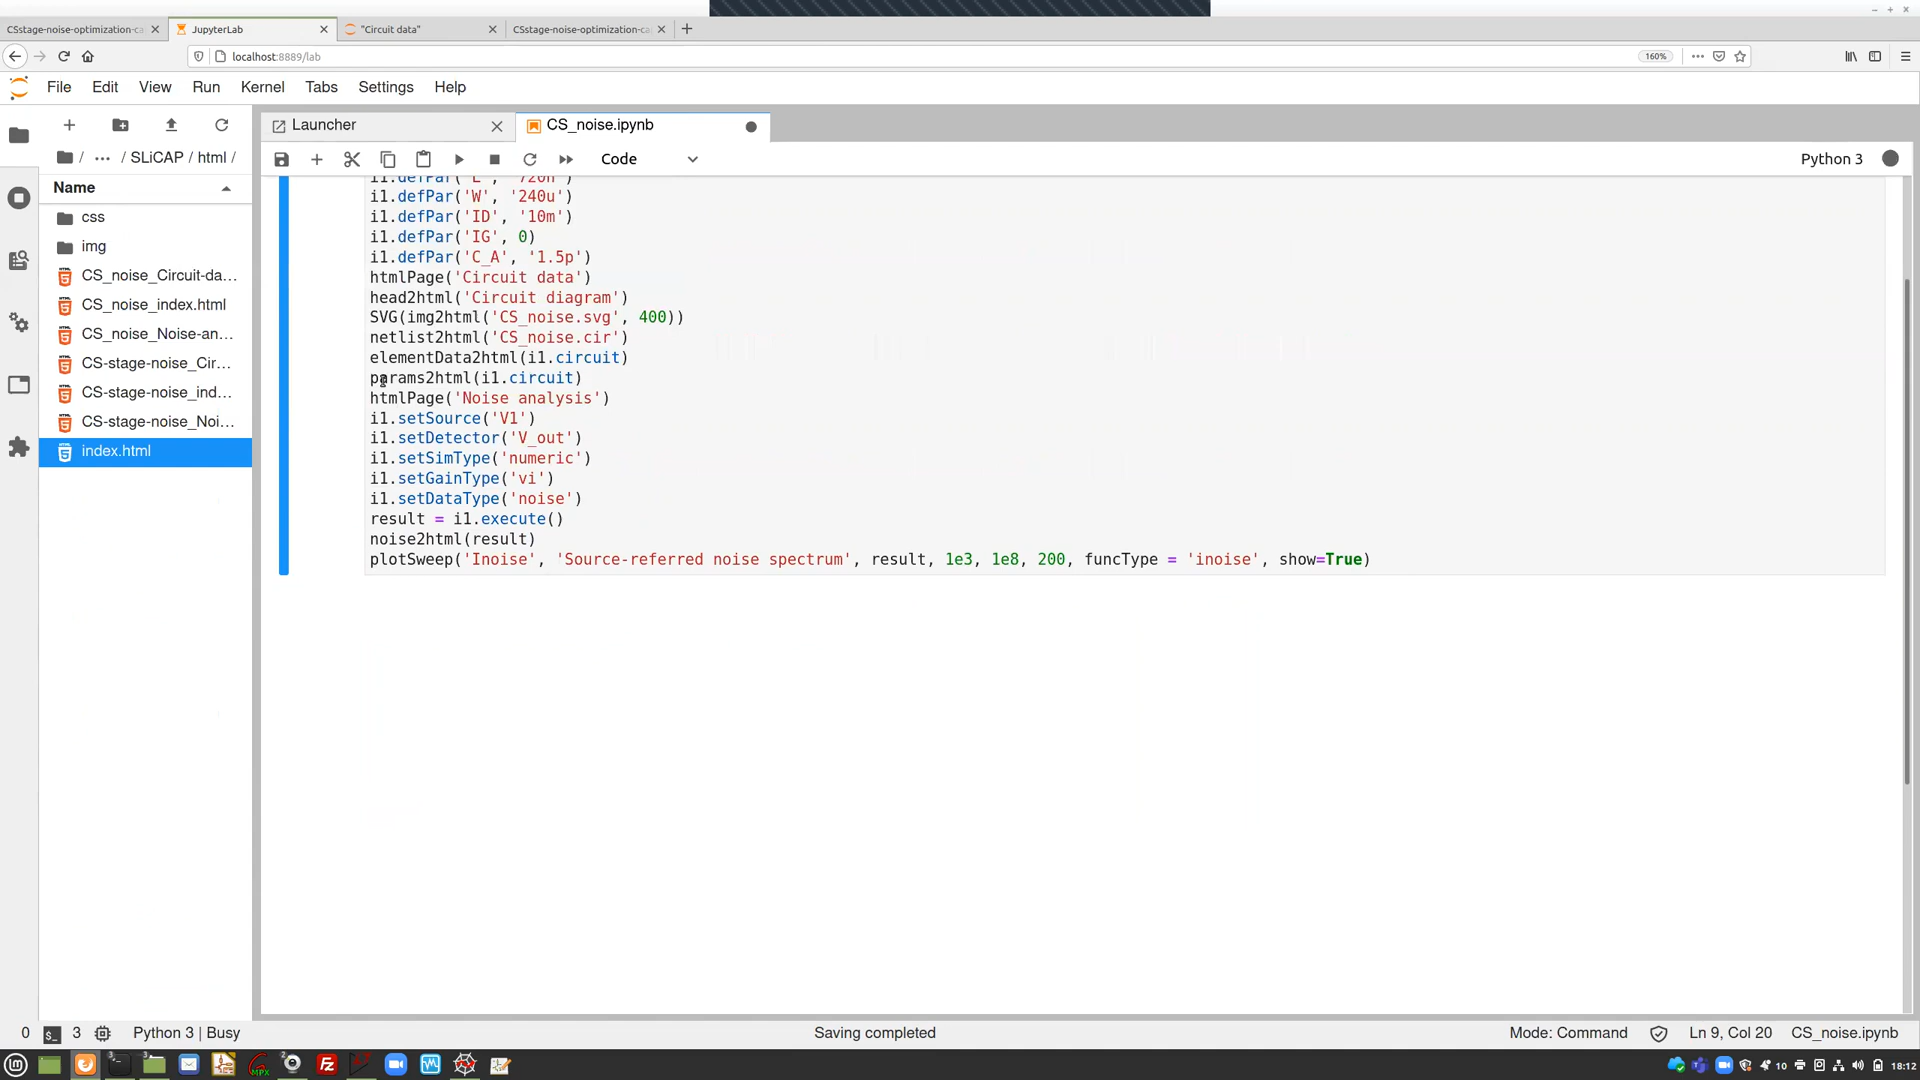 CSstage-noise-optimization-ca
JupyterLab
"Circuit data"
CSstage-noise-optimization-ca
localhost:8889/lab
160%
File Edit View Run Kernel Tabs Settings Help
Launcher
CS_noise.ipynb
/ ··· / SLiCAP / html /
Code
Python 3
Name
css
img
CS_noise_Circuit-da...
CS_noise_index.html
CS_noise_Noise-an...
CS-stage-noise_Cir...
CS-stage-noise_ind...
CS-stage-noise_Noi...
index.html
i1.defPar('L', '720n')
i1.defPar('W', '240u')
i1.defPar('ID', '10m')
i1.defPar('IG', 0)
i1.defPar('C_A', '1.5p')
htmlPage('Circuit data')
head2html('Circuit diagram')
SVG(img2html('CS_noise.svg', 400))
netlist2html('CS_noise.cir')
elementData2html(i1.circuit)
params2html(i1.circuit)
htmlPage('Noise analysis')
i1.setSource('V1')
i1.setDetector('V_out')
i1.setSimType('numeric')
i1.setGainType('vi')
i1.setDataType('noise')
result = i1.execute()
noise2html(result)
plotSweep('Inoise', 'Source-referred noise spectrum', result, 1e3, 1e8, 200, funcType = 'inoise', show=True)
0 3 Python 3 | Busy
Saving completed
Mode: Command
Ln 9, Col 20
CS_noise.ipynb
10
18:12